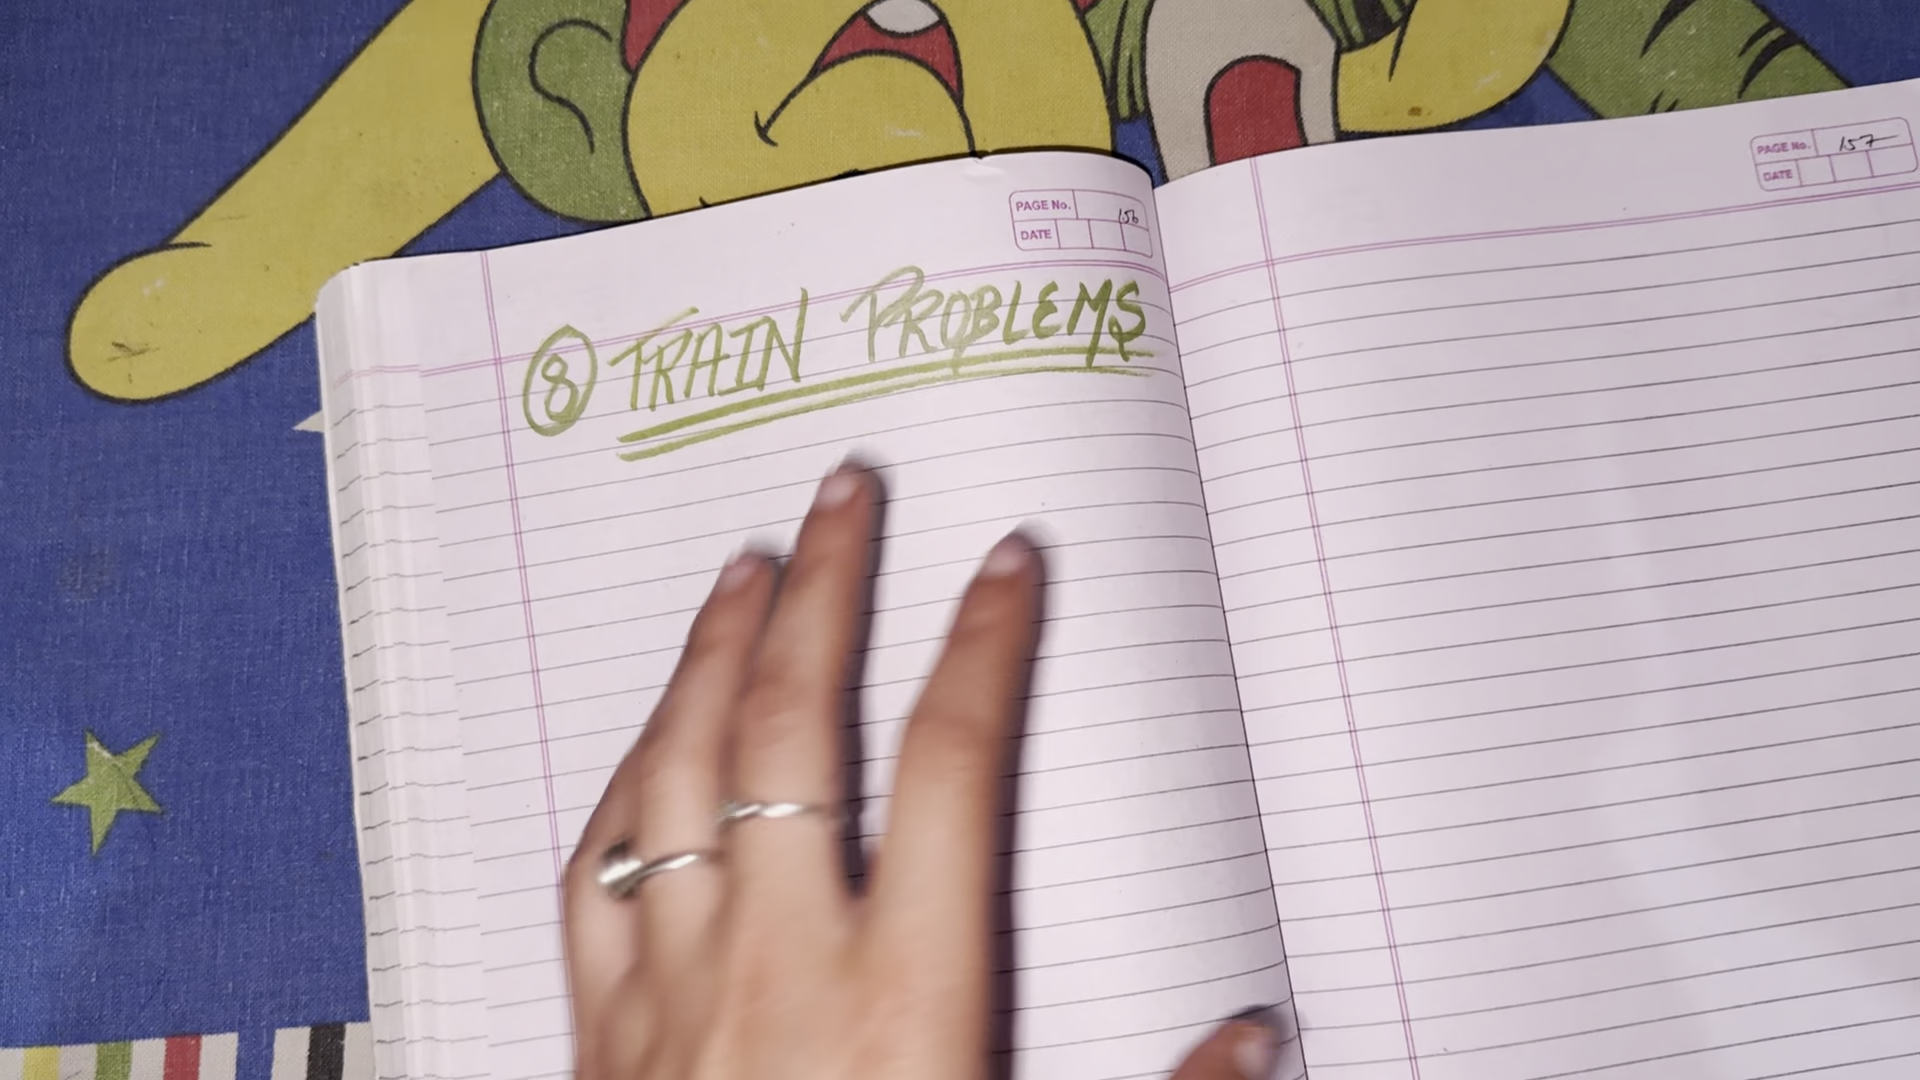 PAGE No. 156
DATE
PAGE No. 157
DATE
8 TRAIN PROBLEMS